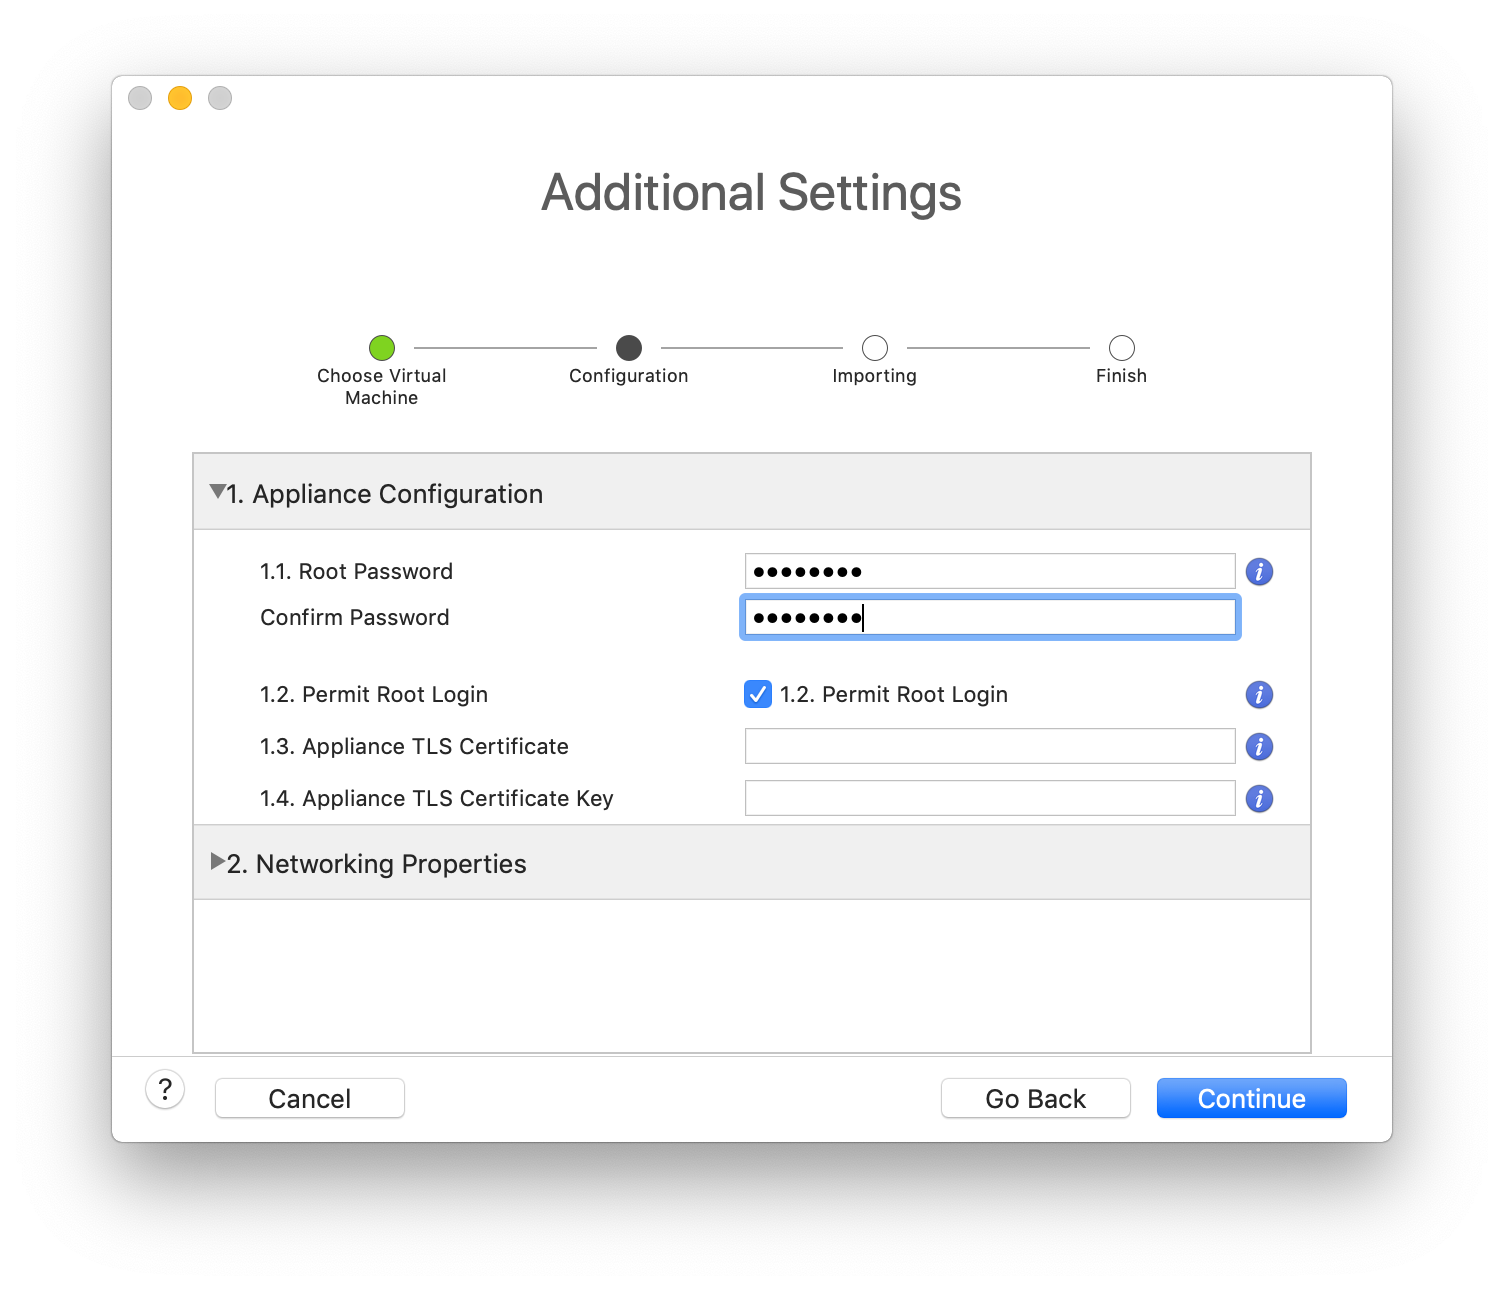 Additional Settings
Choose Virtual
Machine
Configuration
Importing
Finish
1. Appliance Configuration
1.1. Root Password
••••••••
Confirm Password
••••••••
1.2. Permit Root Login
1.2. Permit Root Login
1.3. Appliance TLS Certificate
1.4. Appliance TLS Certificate Key
2. Networking Properties
?
Cancel
Go Back
Continue